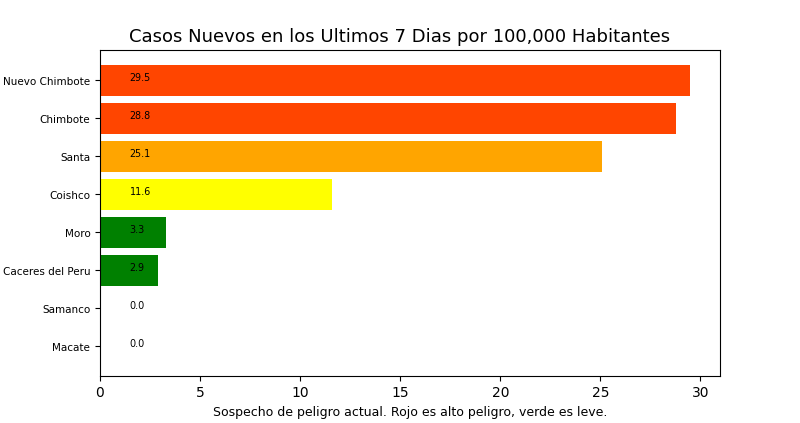 Casos Nuevos en los Ultimos 7 Dias por 100,000 Habitantes
Nuevo Chimbote 29.5
Chimbote 28.8
Santa 25.1
Coishco 11.6
Moro 3.3
Caceres del Peru 2.9
Samanco 0.0
Macate 0.0
0 5 10 15 20 25 30
Sospecho de peligro actual. Rojo es alto peligro, verde es leve.